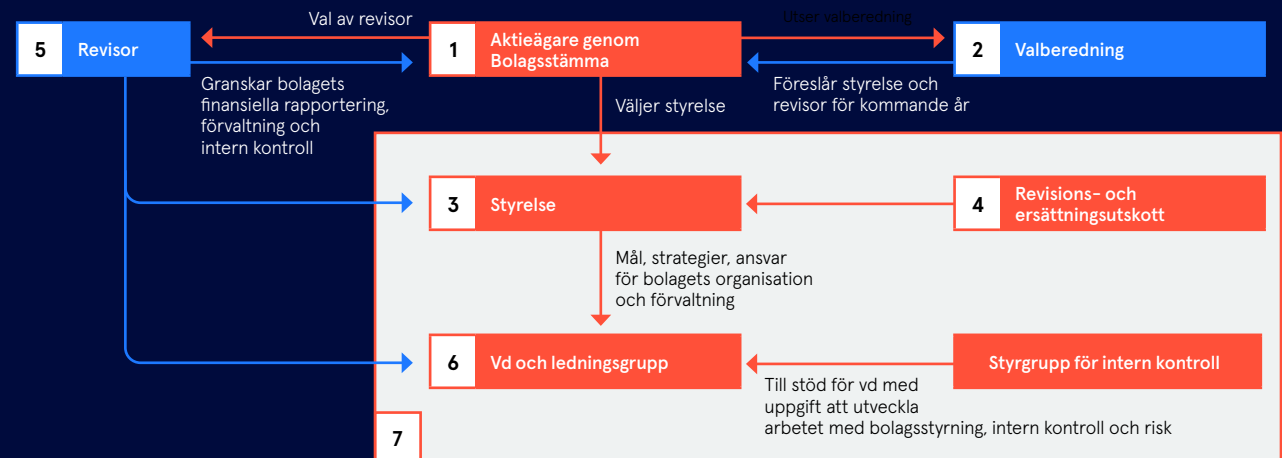 Val av revisor
Utser valberedning
5
Revisor
1
Aktieägare genom
Bolagsstämma
2
Valberedning
Granskar bolagets
finansiella rapportering,
förvaltning och
intern kontroll
Väljer styrelse
Föreslår styrelse och
revisor för kommande år
3
Styrelse
4
Revisions- och
ersättningsutskott
Mål, strategier, ansvar
för bolagets organisation
och förvaltning
6
Vd och ledningsgrupp
Styrgrupp för intern kontroll
Till stöd för vd med
uppgift att utveckla
arbetet med bolagsstyrning, intern kontroll och risk
7